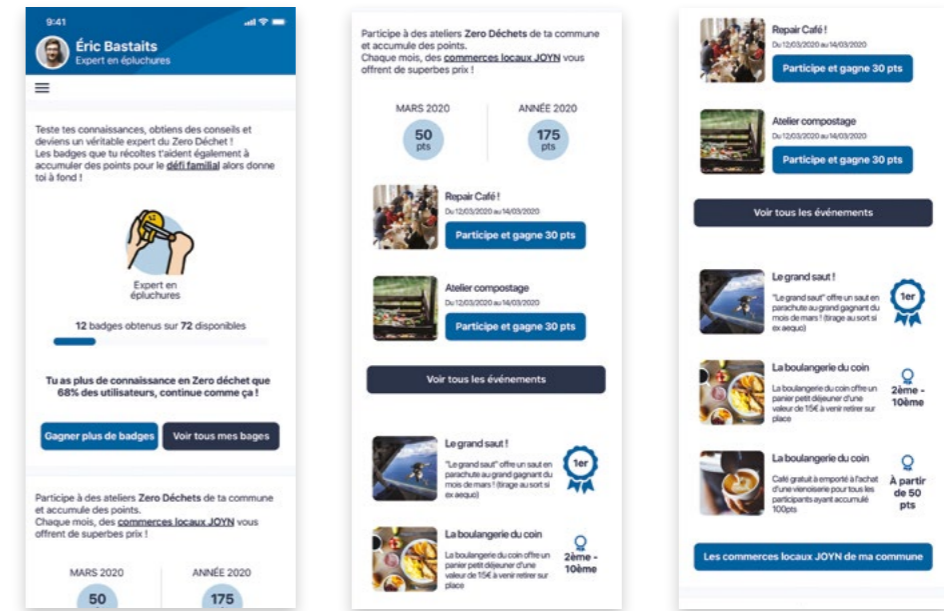 9:41
Éric Bastaits
Expert en épluchures
Teste tes connaissances, obtiens des conseils et
deviens un véritable expert du Zero Déchet !
Les badges que tu récoltes t'aident également à
accumuler des points pour le défi familial alors donne
toi à fond !
Expert en
épluchures
12 badges obtenus sur 72 disponibles
Tu as plus de connaissance en Zero déchet que
68% des utilisateurs, continue comme ça !
Gagner plus de badges
Voir tous mes bages
Participe à des ateliers Zero Déchets de ta commune
et accumule des points.
Chaque mois, des commerces locaux JOYN vous
offrent de superbes prix !
MARS 2020
ANNÉE 2020
50
175
Participe à des ateliers Zero Déchets de ta commune
et accumule des points.
Chaque mois, des commerces locaux JOYN vous
offrent de superbes prix !
MARS 2020
ANNÉE 2020
50
pts
175
pts
Repair Café !
Du 12/03/2020 au 14/03/2020
Participe et gagne 30 pts
Atelier compostage
Du 12/03/2020 au 14/03/2020
Participe et gagne 30 pts
Voir tous les événements
Le grand saut !
"Le grand saut" offre un saut en
parachute au grand gagnant du
mois de mars ! (tirage au sort si
ex aequo)
1er
La boulangerie du coin
La boulangerie du coin offre un
panier petit déjeuner d'une
valeur de 15€ à venir retirer sur
place
2ème -
10ème
Repair Café !
Du 12/03/2020 au 14/03/2020
Participe et gagne 30 pts
Atelier compostage
Du 12/03/2020 au 14/03/2020
Participe et gagne 30 pts
Voir tous les événements
Le grand saut !
"Le grand saut" offre un saut en
parachute au grand gagnant du
mois de mars ! (tirage au sort si
ex aequo)
1er
La boulangerie du coin
La boulangerie du coin offre un
panier petit déjeuner d'une
valeur de 15€ à venir retirer sur
place
2ème -
10ème
La boulangerie du coin
Café gratuit à emporté à l'achat
d'une vienoiserie pour tous les
participants ayant accumulé
100pts
À partir
de 50
pts
Les commerces locaux JOYN de ma commune